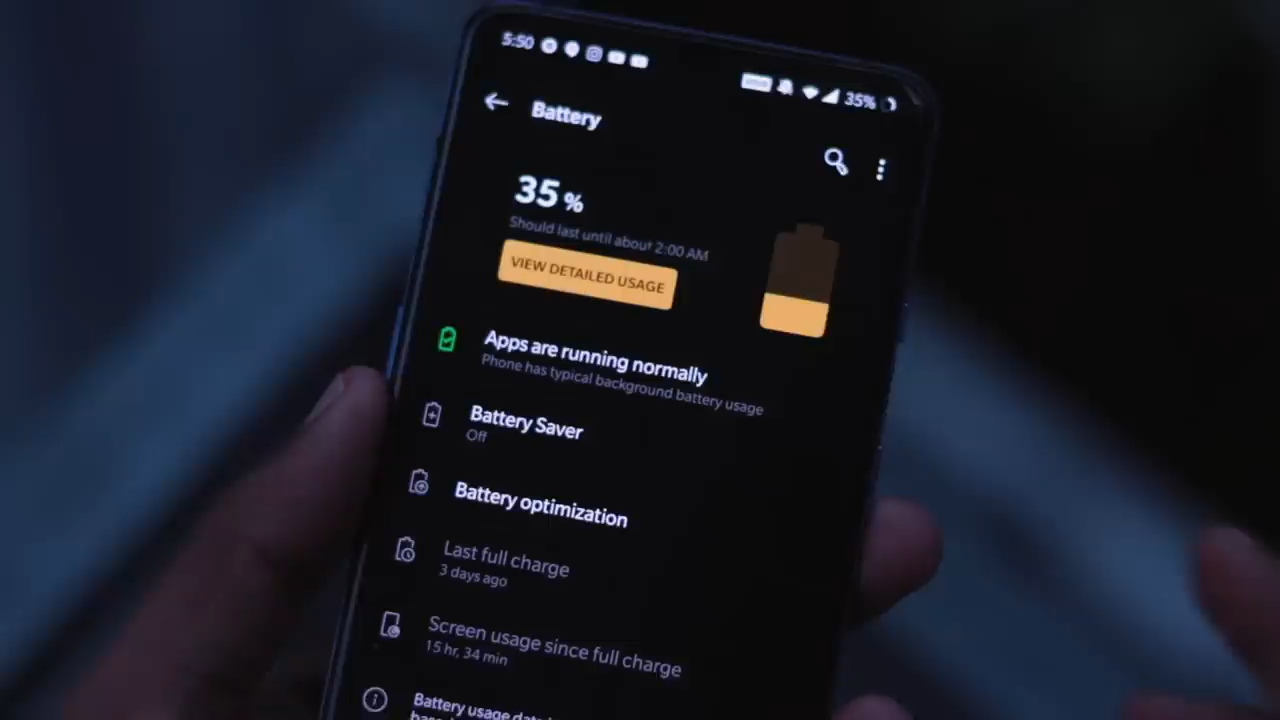 5:50
35%
Battery
35 %
Should last until about 2:00 AM
VIEW DETAILED USAGE
Apps are running normally
Phone has typical background battery usage
Battery Saver
Off
Battery optimization
Last full charge
3 days ago
Screen usage since full charge
15 hr, 34 min
Battery usage